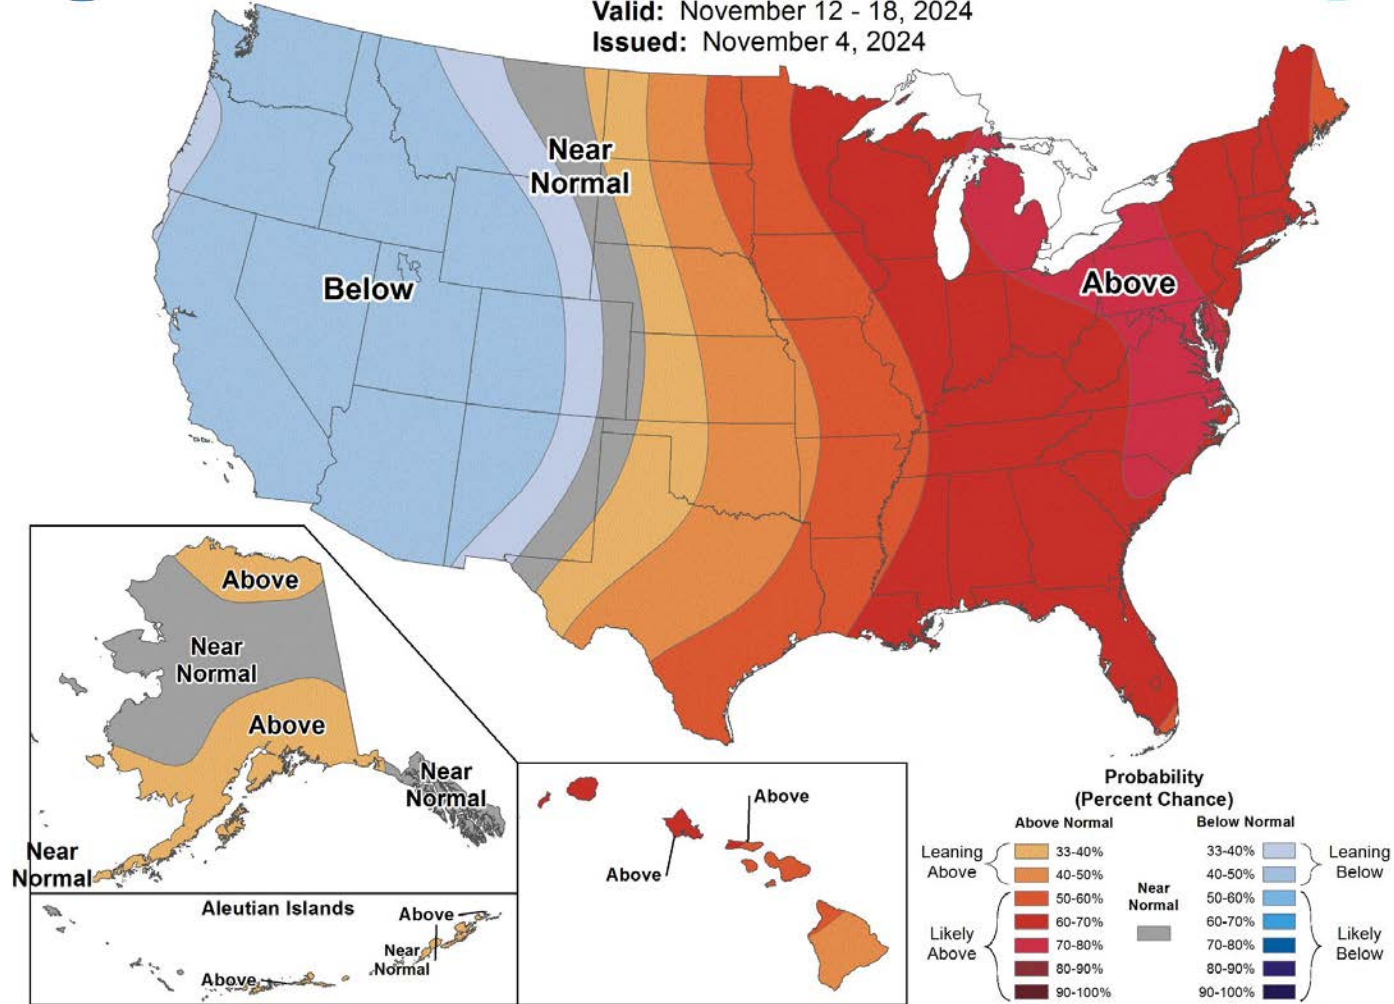 Valid: November 12 - 18, 2024
Issued: November 4, 2024
Near
Normal
Below
Above
Above
Near
Normal
Above
Near
Normal
Near
Normal
Aleutian Islands
Above
Near
Normal
Above
Above
Above
Probability
(Percent Chance)
Above Normal
Below Normal
Leaning
Above
33-40%
40-50%
Likely
Above
50-60%
60-70%
70-80%
80-90%
90-100%
Near
Normal
33-40%
40-50%
Leaning
Below
50-60%
60-70%
70-80%
80-90%
90-100%
Likely
Below